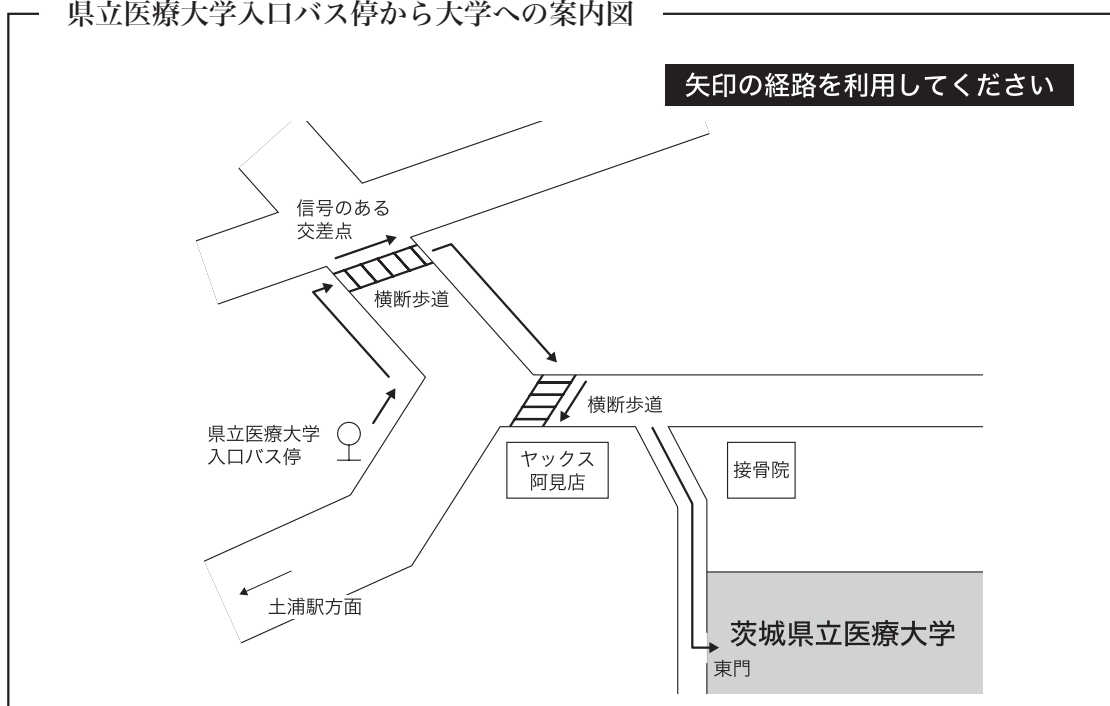 県立医療大学入口バス停から大学への案内図
矢印の経路を利用してください
信号のある
交差点
横断歩道
横断歩道
県立医療大学
入口バス停
ヤックス
阿見店
接骨院
土浦駅方面
茨城県立医療大学
東門